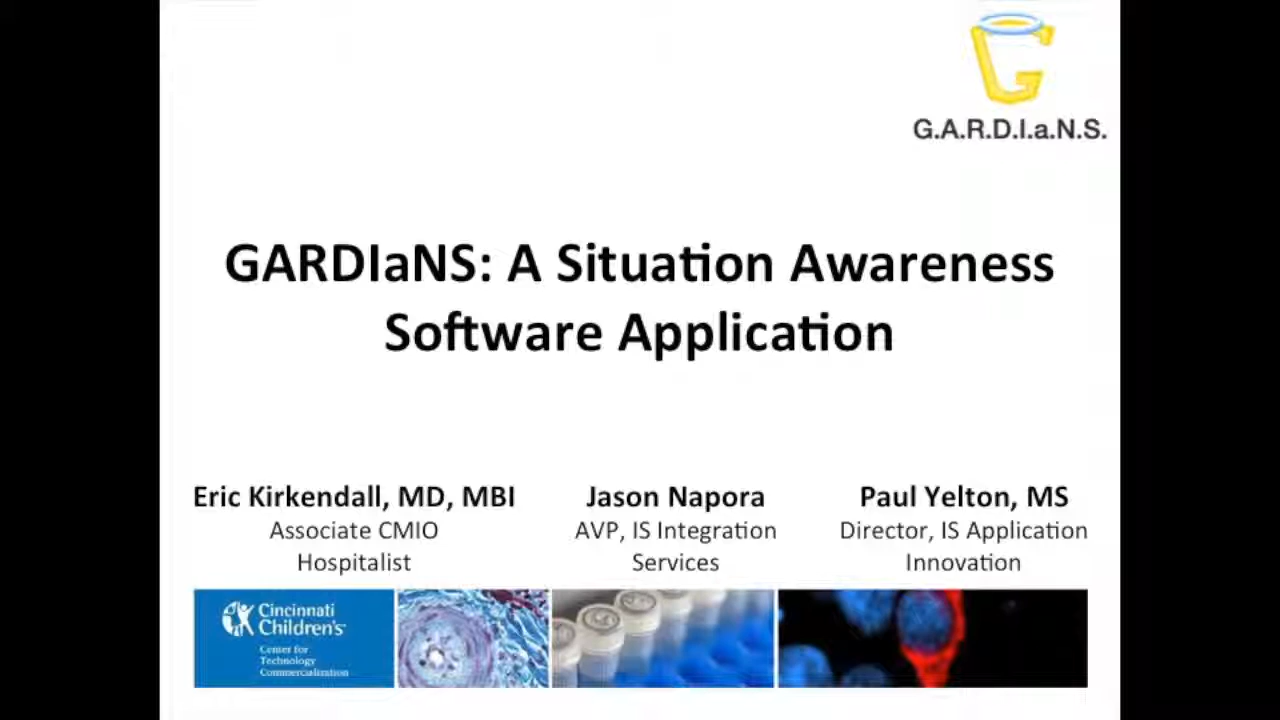 G
G.A.R.D.I.a.N.S.
GARDIaNS: A Situation Awareness
Software Application
Eric Kirkendall, MD, MBI
Associate CMIO
Hospitalist
Jason Napora
AVP, IS Integration
Services
Paul Yelton, MS
Director, IS Application
Innovation
Cincinnati
Children's
Center for
Technology
Commercialization